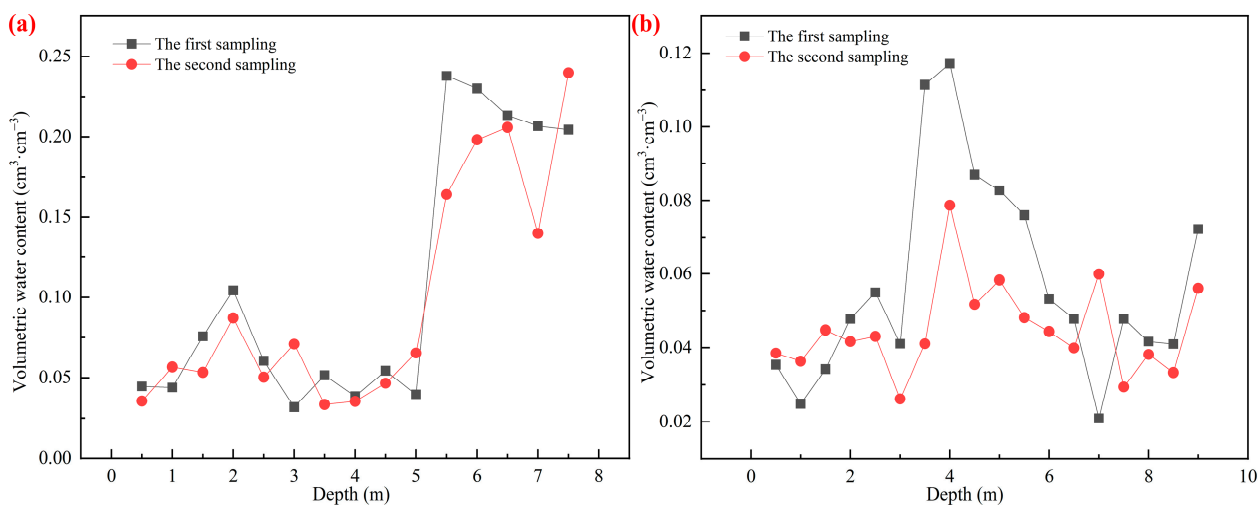 (a)
The first sampling
The second sampling
Volumetric water content (cm³·cm⁻³)
0.25
0.20
0.15
0.10
0.05
0.00
0 1 2 3 4 5 6 7 8
Depth (m)
(b)
The first sampling
The second sampling
Volumetric water content (cm³·cm⁻³)
0.12
0.10
0.08
0.06
0.04
0.02
0 2 4 6 8 10
Depth (m)